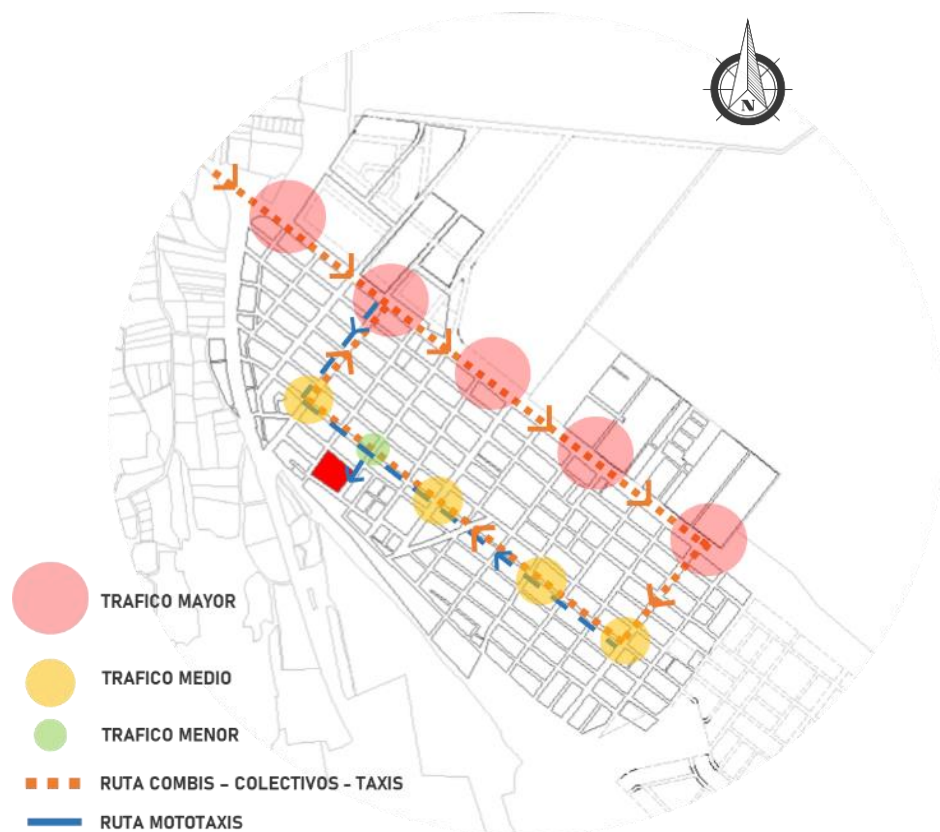 N
TRAFICO MAYOR
TRAFICO MEDIO
TRAFICO MENOR
RUTA COMBIS – COLECTIVOS - TAXIS
RUTA MOTOTAXIS